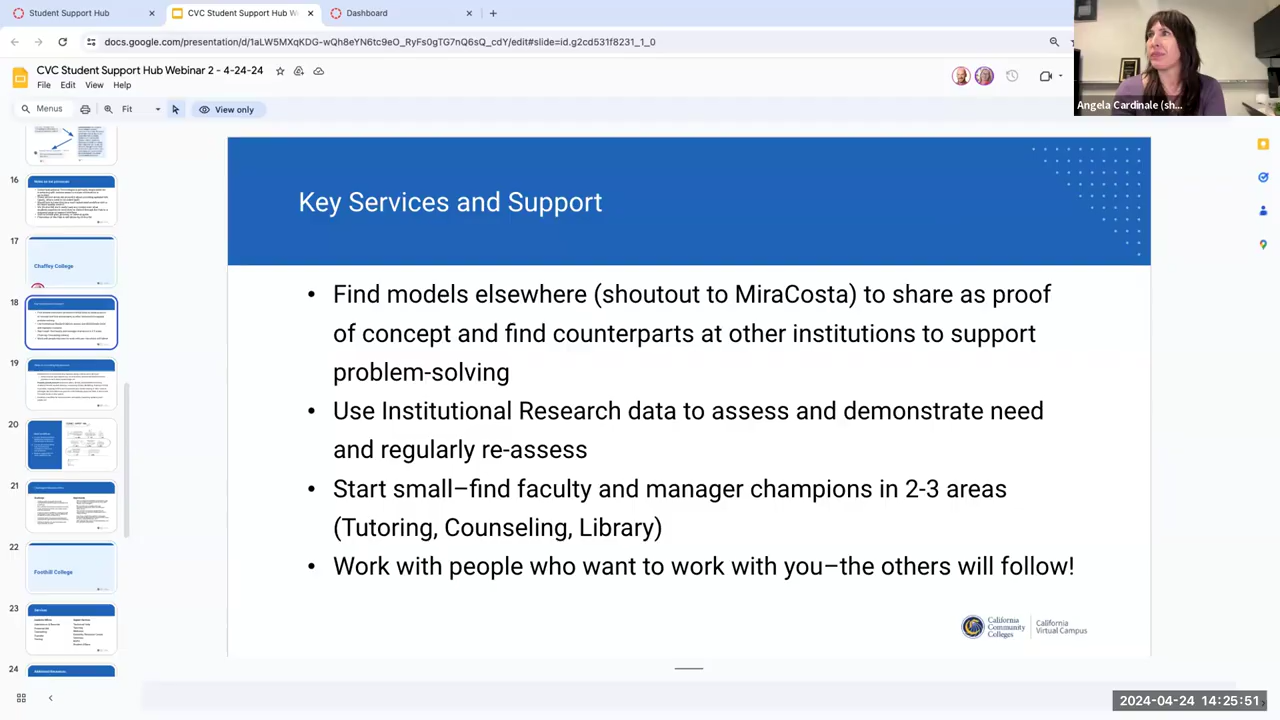 Student Support Hub
CVC Student Support Hub W
Dashboard
docs.google.com/presentation/d/1aLW5MXqKDG-wQh8eYN6tc9eO_RyFs0gTGDbQ6sQ_cdY/edit#slide=id.g2cd531f8231_1_0
CVC Student Support Hub Webinar 2 - 4-24-24
File Edit View Help
Menus
Fit
View only
Angela Cardinale (sh...
16
17
Chaffey College
18
19
20
21
22
Foothill College
23
Services
24
Additional Resources
Key Services and Support
• Find models elsewhere (shoutout to MiraCosta) to share as proof
of concept and find counterparts at other institutions to support
problem-solving
• Use Institutional Research data to assess and demonstrate need
and regularly re-assess
• Start small–find faculty and manager champions in 2-3 areas
(Tutoring, Counseling, Library)
• Work with people who want to work with you–the others will follow!
California
Community
Colleges
California
Virtual Campus
2024-04-24 14:25:51